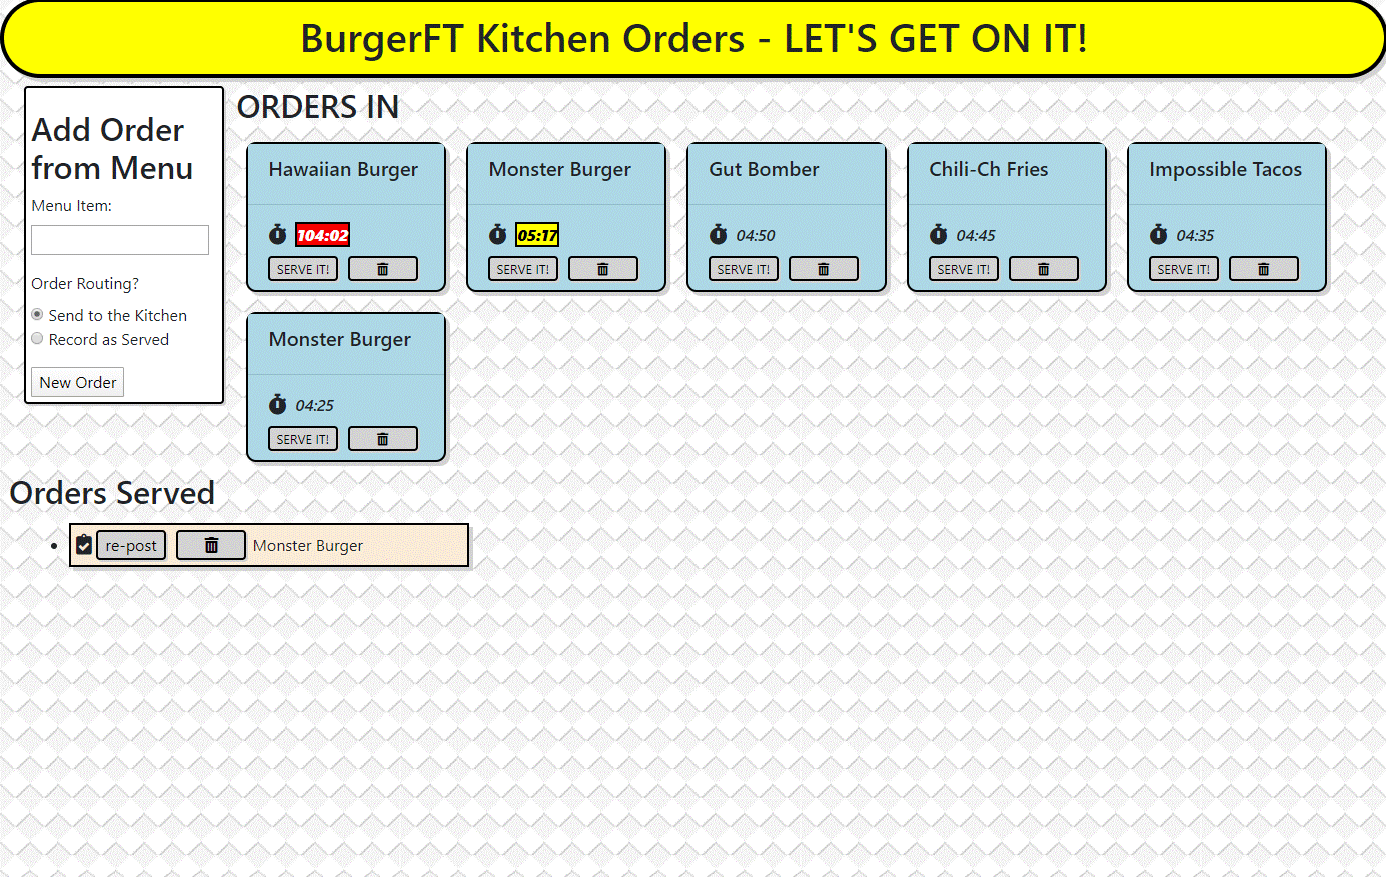 BurgerFT Kitchen Orders - LET'S GET ON IT!
Add Order
from Menu
Menu Item:
Order Routing?
Send to the Kitchen
Record as Served
New Order
ORDERS IN
Hawaiian Burger
104:02
SERVE IT!
Monster Burger
05:17
SERVE IT!
Gut Bomber
04:50
SERVE IT!
Chili-Ch Fries
04:45
SERVE IT!
Impossible Tacos
04:35
SERVE IT!
Monster Burger
04:25
SERVE IT!
Orders Served
re-post Monster Burger